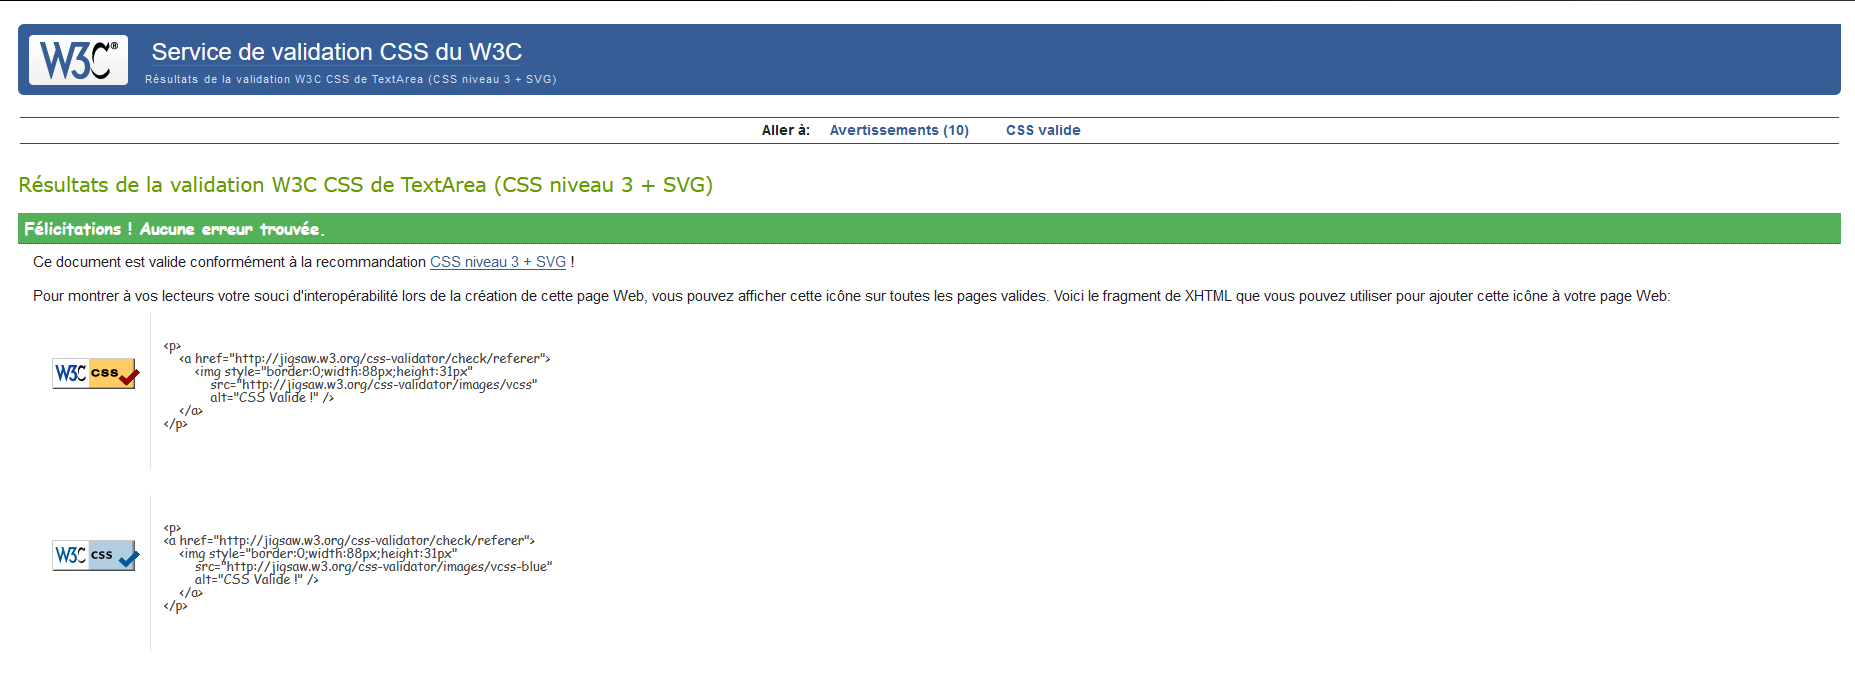 W3C®
Service de validation CSS du W3C
Résultats de la validation W3C CSS de TextArea (CSS niveau 3 + SVG)
Aller à: Avertissements (10) CSS valide
Résultats de la validation W3C CSS de TextArea (CSS niveau 3 + SVG)
Félicitations ! Aucune erreur trouvée.
Ce document est valide conformément à la recommandation CSS niveau 3 + SVG !
Pour montrer à vos lecteurs votre souci d'interopérabilité lors de la création de cette page Web, vous pouvez afficher cette icône sur toutes les pages valides. Voici le fragment de XHTML que vous pouvez utiliser pour ajouter cette icône à votre page Web:
W3C css
<p>
<a href="http://jigsaw.w3.org/css-validator/check/referer">
<img style="border:0;width:88px;height:31px"
src="http://jigsaw.w3.org/css-validator/images/vcss"
alt="CSS Valide !" />
</a>
</p>
W3C css
<p>
<a href="http://jigsaw.w3.org/css-validator/check/referer">
<img style="border:0;width:88px;height:31px"
src="http://jigsaw.w3.org/css-validator/images/vcss-blue"
alt="CSS Valide !" />
</a>
</p>